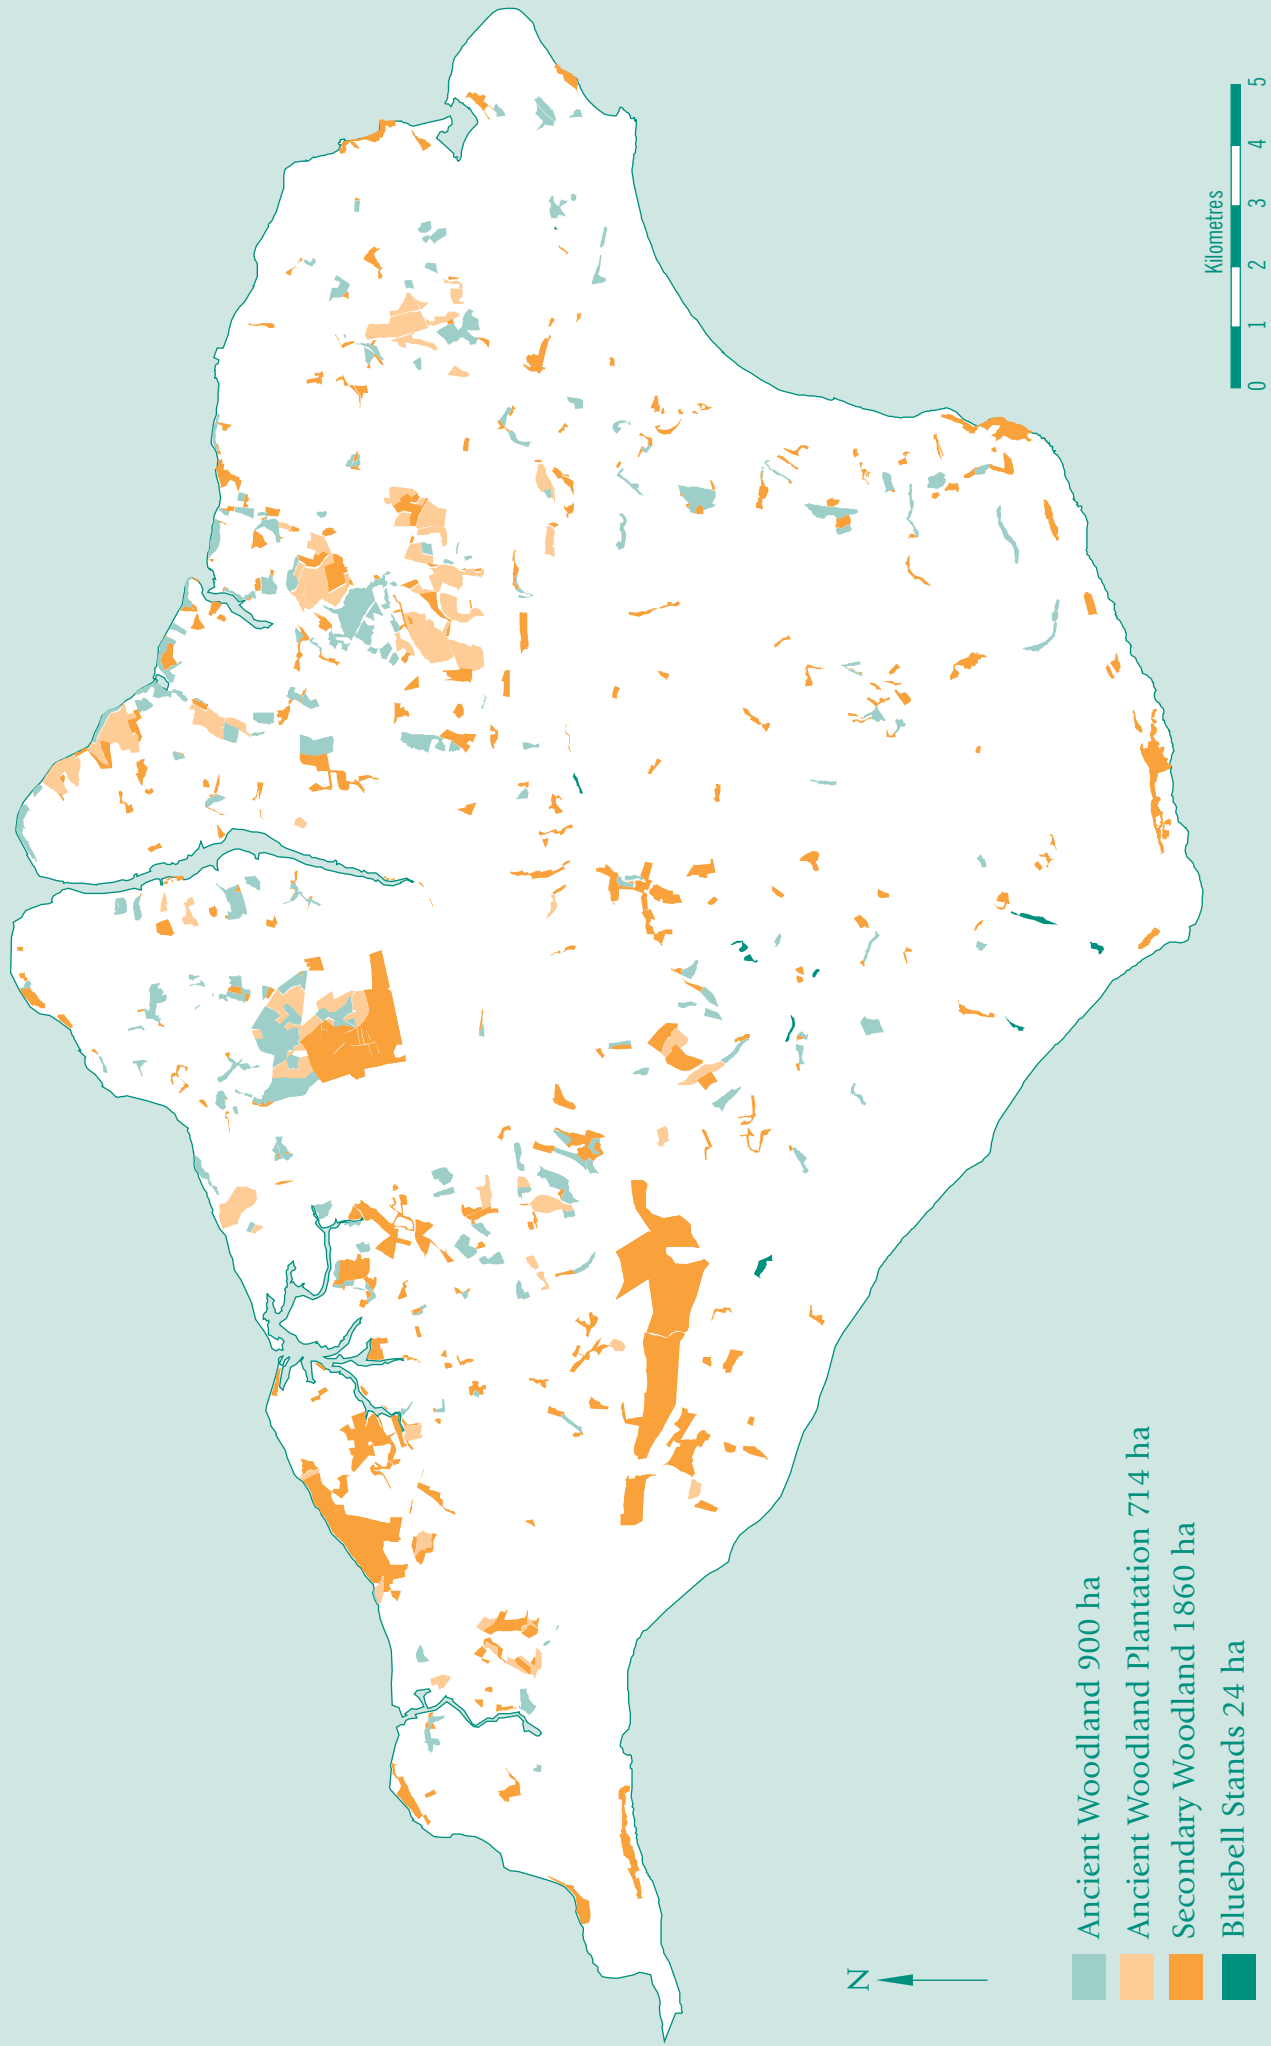 Kilometres
0 1 2 3 4 5
N
Ancient Woodland 900 ha
Ancient Woodland Plantation 714 ha
Secondary Woodland 1860 ha
Bluebell Stands 24 ha